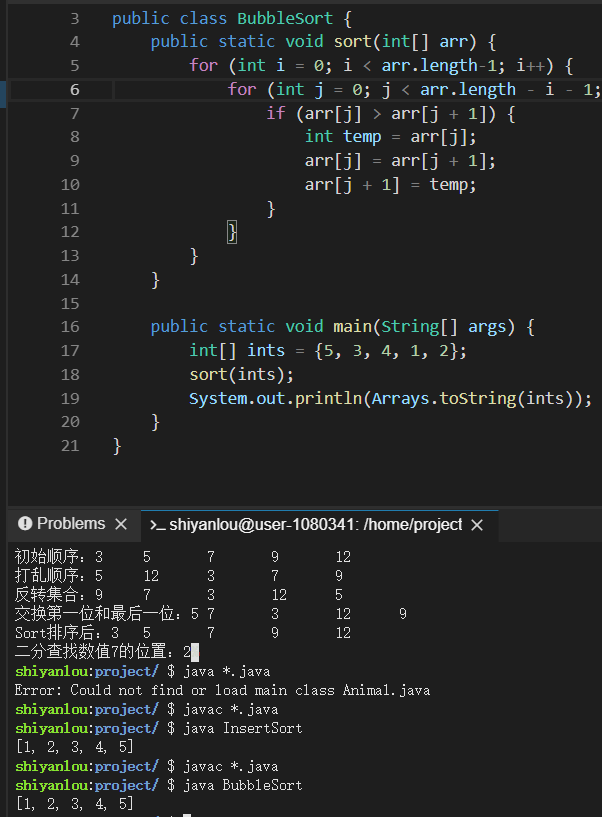 3 public class BubbleSort {
4 public static void sort(int[] arr) {
5 for (int i = 0; i < arr.length-1; i++) {
6 for (int j = 0; j < arr.length - i - 1;
7 if (arr[j] > arr[j + 1]) {
8 int temp = arr[j];
9 arr[j] = arr[j + 1];
10 arr[j + 1] = temp;
11 }
12 }
13 }
14 }
15
16 public static void main(String[] args) {
17 int[] ints = {5, 3, 4, 1, 2};
18 sort(ints);
19 System.out.println(Arrays.toString(ints));
20 }
21 }
Problems × >_ shiyanlou@user-1080341: /home/project ×
初始顺序：3 5 7 9 12
打乱顺序：5 12 3 7 9
反转集合：9 7 3 12 5
交换第一位和最后一位：5 7 3 12 9
Sort排序后：3 5 7 9 12
二分查找数值7的位置：2
shiyanlou:project/ $ java *.java
Error: Could not find or load main class Animal.java
shiyanlou:project/ $ javac *.java
shiyanlou:project/ $ java InsertSort
[1, 2, 3, 4, 5]
shiyanlou:project/ $ javac *.java
shiyanlou:project/ $ java BubbleSort
[1, 2, 3, 4, 5]